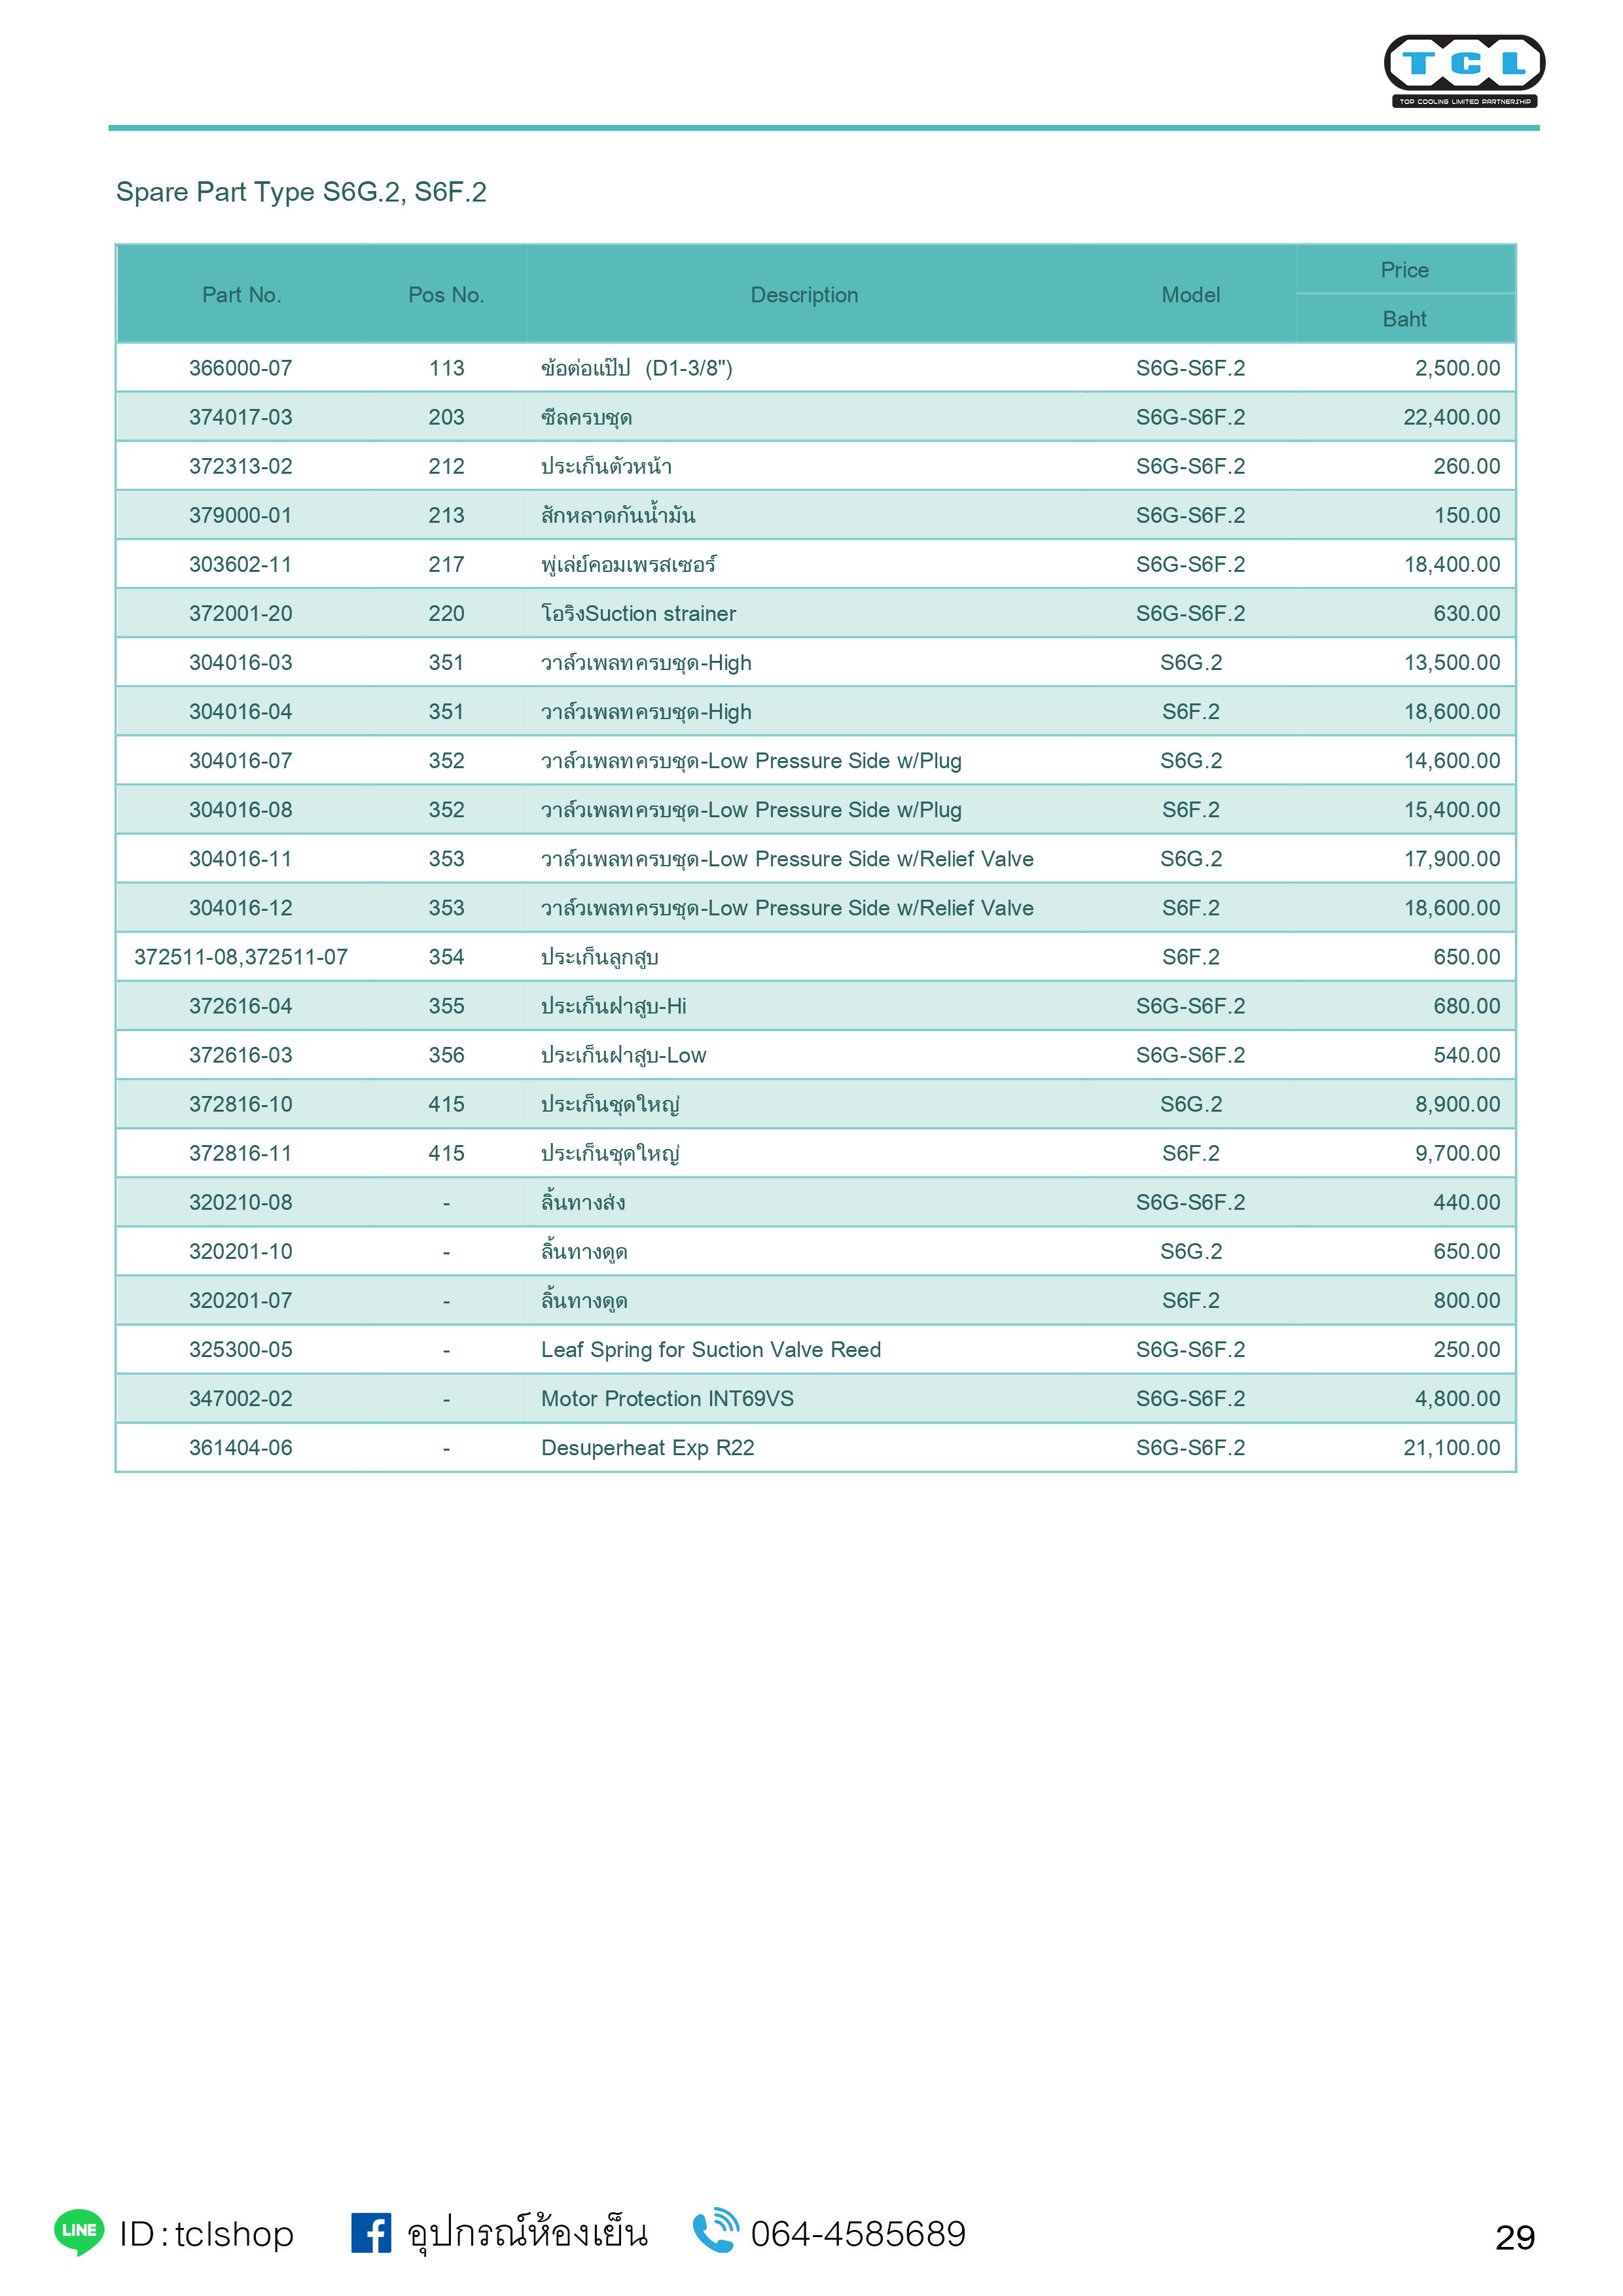 TCL
TOP COOLING LIMITED PARTNERSHIP
Spare Part Type S6G.2, S6F.2
Part No. Pos No. Description Model Price
Baht
366000-07 113 ข้อต่อแป๊ป (D1-3/8") S6G-S6F.2 2,500.00
374017-03 203 ซีลครบชุด S6G-S6F.2 22,400.00
372313-02 212 ประเก็นตัวหน้า S6G-S6F.2 260.00
379000-01 213 สักหลาดกันน้ำมัน S6G-S6F.2 150.00
303602-11 217 พู่เล่ย์คอมเพรสเซอร์ S6G-S6F.2 18,400.00
372001-20 220 โอริงSuction strainer S6G-S6F.2 630.00
304016-03 351 วาล์วเพลทครบชุด-High S6G.2 13,500.00
304016-04 351 วาล์วเพลทครบชุด-High S6F.2 18,600.00
304016-07 352 วาล์วเพลทครบชุด-Low Pressure Side w/Plug S6G.2 14,600.00
304016-08 352 วาล์วเพลทครบชุด-Low Pressure Side w/Plug S6F.2 15,400.00
304016-11 353 วาล์วเพลทครบชุด-Low Pressure Side w/Relief Valve S6G.2 17,900.00
304016-12 353 วาล์วเพลทครบชุด-Low Pressure Side w/Relief Valve S6F.2 18,600.00
372511-08,372511-07 354 ประเก็นลูกสูบ S6F.2 650.00
372616-04 355 ประเก็นฝาสูบ-Hi S6G-S6F.2 680.00
372616-03 356 ประเก็นฝาสูบ-Low S6G-S6F.2 540.00
372816-10 415 ประเก็นชุดใหญ่ S6G.2 8,900.00
372816-11 415 ประเก็นชุดใหญ่ S6F.2 9,700.00
320210-08 - ลิ้นทางส่ง S6G-S6F.2 440.00
320201-10 - ลิ้นทางดูด S6G.2 650.00
320201-07 - ลิ้นทางดูด S6F.2 800.00
325300-05 - Leaf Spring for Suction Valve Reed S6G-S6F.2 250.00
347002-02 - Motor Protection INT69VS S6G-S6F.2 4,800.00
361404-06 - Desuperheat Exp R22 S6G-S6F.2 21,100.00
LINE ID : tclshop อุปกรณ์ห้องเย็น 064-4585689 29